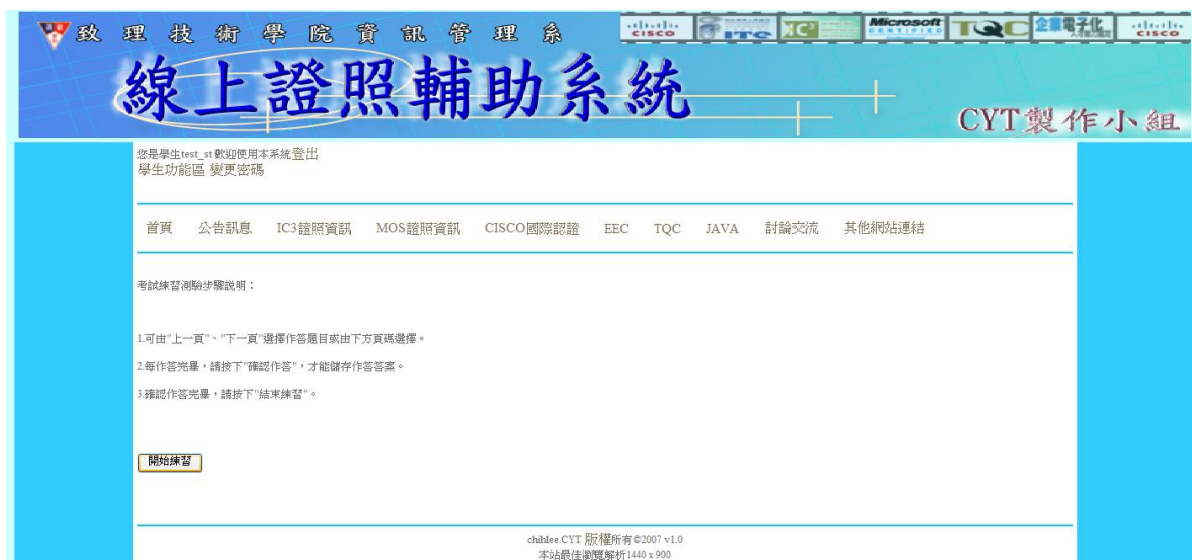 致理技術學院資訊管理系
CISCO
ITC
IC³
Microsoft
CERTIFIED
TQC
企業電子化
人才能力鑑定
CISCO
線上證照輔助系統
CYT製作小組
您是學生test_st 歡迎使用本系統登出
學生功能區 變更密碼
首頁 公告訊息 IC3證照資訊 MOS證照資訊 CISCO國際認證 EEC TQC JAVA 討論交流 其他網站連結
考試練習測驗步驟說明：
1.可由"上一頁"、"下一頁"選擇作答題目或由下方頁碼選擇。
2.每作答完畢，請按下"確認作答"，才能儲存作答答案。
3.確認作答完畢，請按下"結束練習"。
開始練習
chihlee.CYT 版權所有©2007 v1.0
本站最佳瀏覽解析1440 x 900